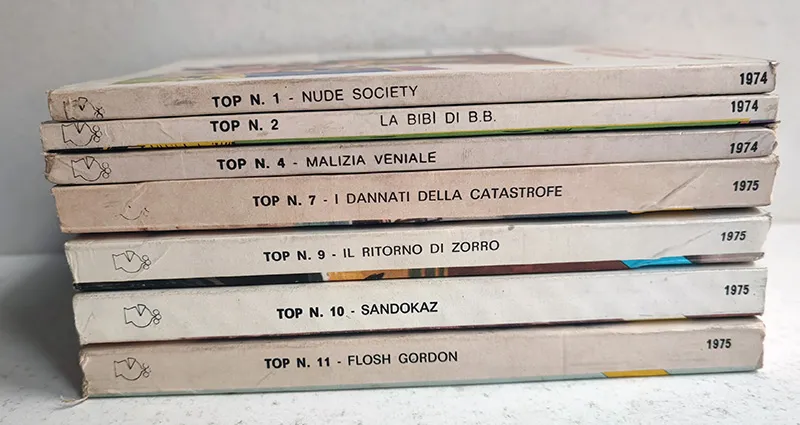 TOP N. 1 - NUDE SOCIETY 1974
TOP N. 2 LA BIBI DI B.B. 1974
TOP N. 4 - MALIZIA VENIALE 1974
TOP N. 7 - I DANNATI DELLA CATASTROFE 1975
TOP N. 9 - IL RITORNO DI ZORRO 1975
TOP N. 10 - SANDOKAZ 1975
TOP N. 11 - FLOSH GORDON 1975